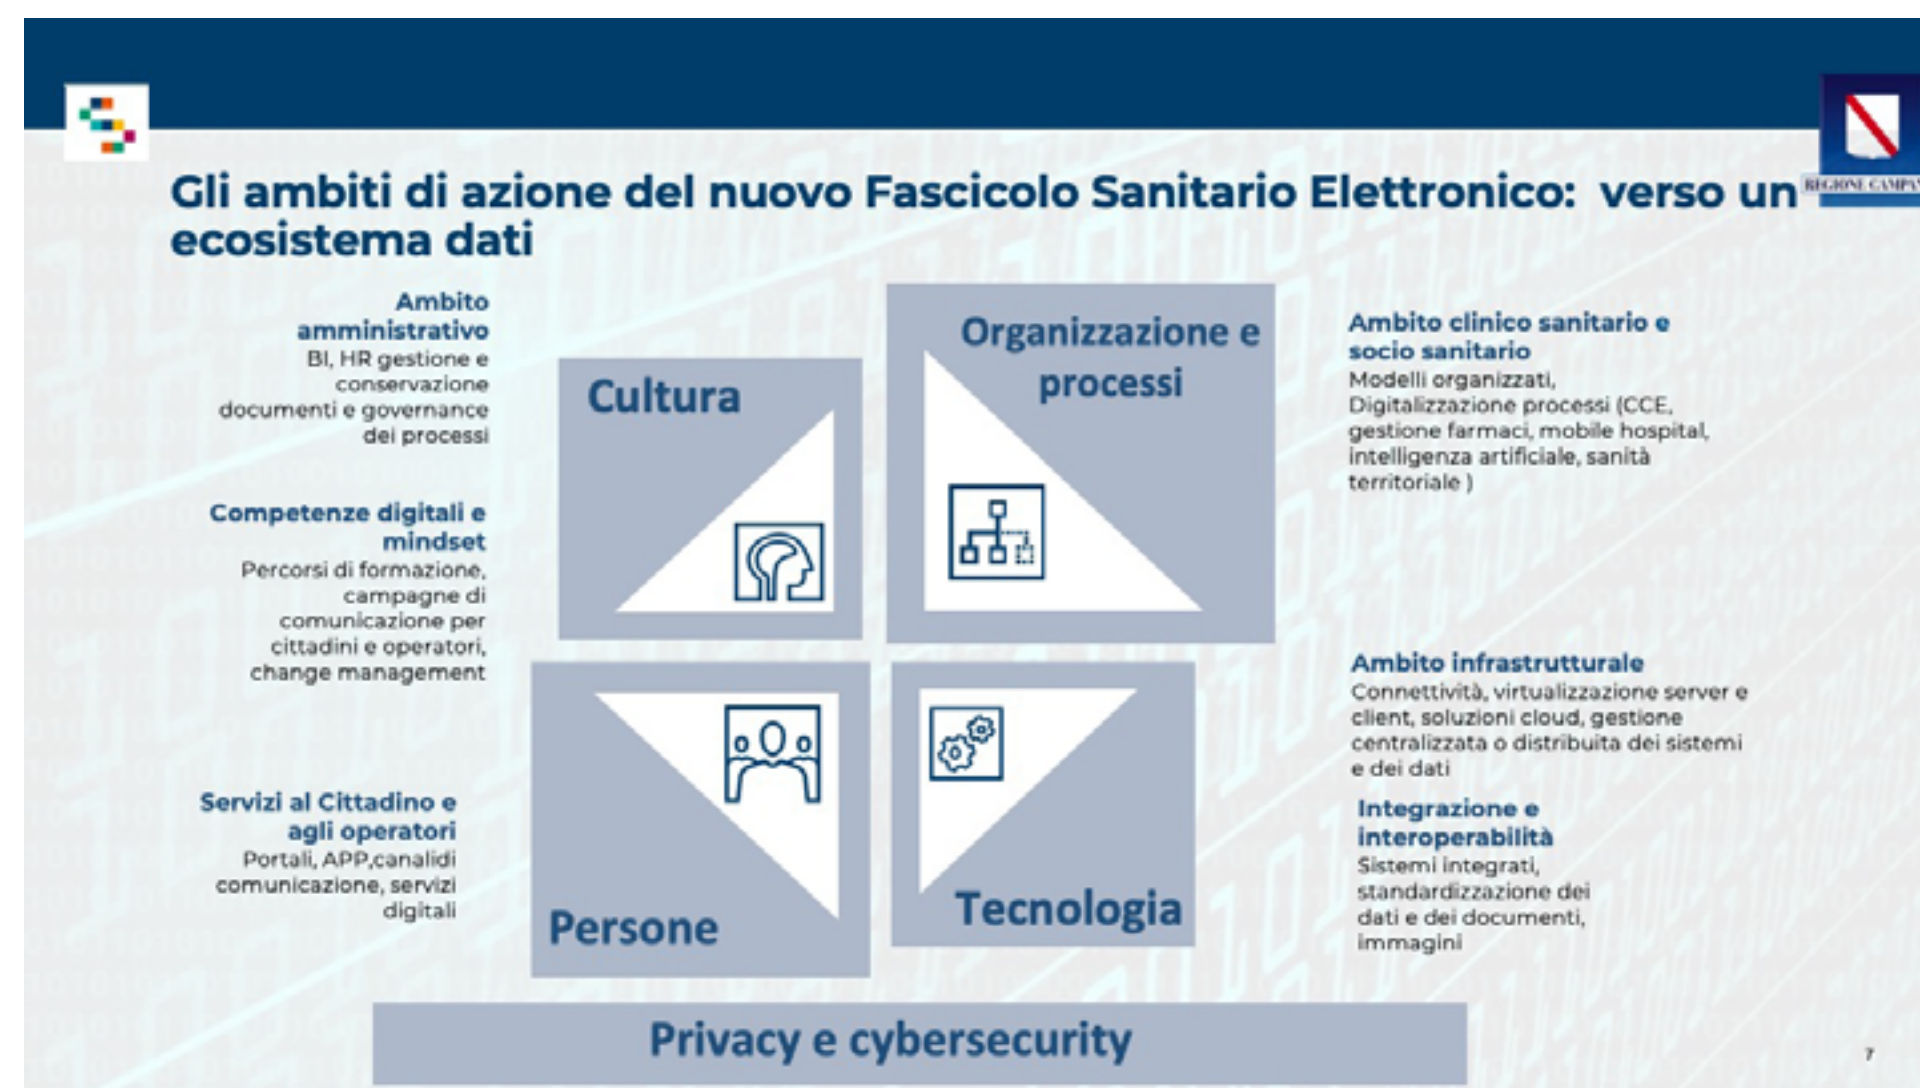 REGIONE CAMPAN
Gli ambiti di azione del nuovo Fascicolo Sanitario Elettronico: verso un
ecosistema dati
Ambito
amministrativo
BI, HR gestione e
conservazione
documenti e governance
dei processi
Competenze digitali e
mindset
Percorsi di formazione,
campagne di
comunicazione per
cittadini e operatori,
change management
Servizi al Cittadino e
agli operatori
Portali, APP,canalidi
comunicazione, servizi
digitali
Cultura
Organizzazione e
processi
Persone
Tecnologia
Ambito clinico sanitario e
socio sanitario
Modelli organizzati,
Digitalizzazione processi (CCE,
gestione farmaci, mobile hospital,
intelligenza artificiale, sanità
territoriale )
Ambito infrastrutturale
Connettività, virtualizzazione server e
client, soluzioni cloud, gestione
centralizzata o distribuita dei sistemi
e dei dati
Integrazione e
interoperabilità
Sistemi integrati,
standardizzazione dei
dati e dei documenti,
immagini
Privacy e cybersecurity
7